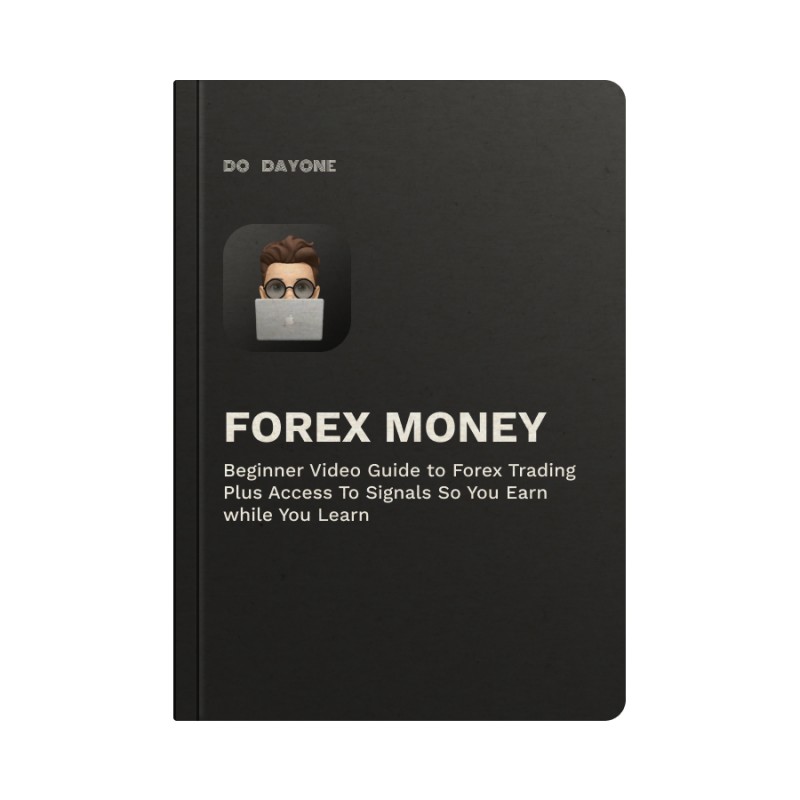 DO DAYONE
FOREX MONEY
Beginner Video Guide to Forex Trading
Plus Access To Signals So You Earn
while You Learn